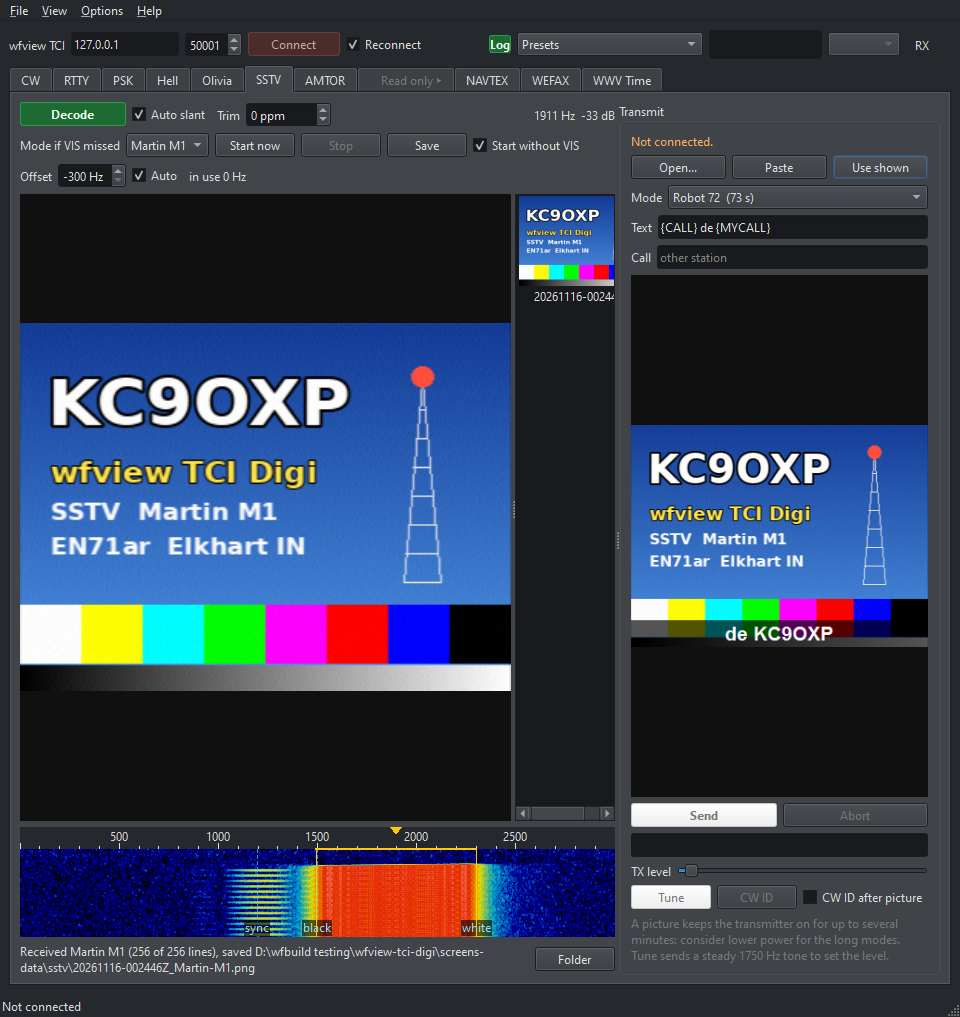 File View Options Help
wfview TCI 127.0.0.1 50001 Connect Reconnect Log Presets RX
CW RTTY PSK Hell Olivia SSTV AMTOR Read only NAVTEX WEFAX WWV Time
Decode Auto slant Trim 0 ppm 1911 Hz -33 dB
Mode if VIS missed Martin M1 Start now Stop Save Start without VIS
Offset -300 Hz Auto in use 0 Hz
KC9OXP
wfview TCI Digi
SSTV Martin M1
EN71ar Elkhart IN
KC9OXP
wfview TCI Digi
SSTV Martin M1
EN71ar Elkhart IN
20261116-0024
500 1000 1500 2000 2500
sync black white
Received Martin M1 (256 of 256 lines), saved D:\wfbuild testing\wfview-tci-digi\screens-
data\sstv\20261116-002446Z_Martin-M1.png
Folder
Transmit
Not connected.
Open... Paste Use shown
Mode Robot 72 (73 s)
Text {CALL} de {MYCALL}
Call other station
KC9OXP
wfview TCI Digi
SSTV Martin M1
EN71ar Elkhart IN
de KC9OXP
Send Abort
TX level
Tune CW ID CW ID after picture
A picture keeps the transmitter on for up to several
minutes: consider lower power for the long modes.
Tune sends a steady 1750 Hz tone to set the level.
Not connected